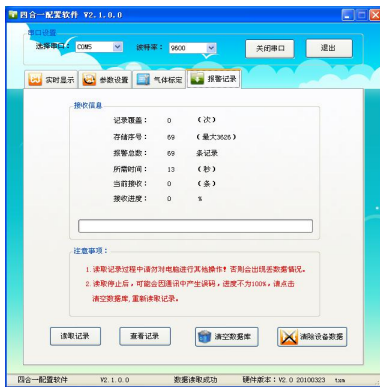 四合一配置软件 V2.1.0.0
串口设置
选择串口: COM5 波特率: 9600 关闭串口 退出
实时显示 参数设置 气体标定 报警记录
接收信息
记录覆盖: 0 (次)
存储序号: 69 (最大3626)
报警总数: 69 条记录
所需时间: 13 (秒)
当前接收: 0 (条)
接收进度: 0 %
注意事项:
1.读取记录过程中请勿对电脑进行其他操作!否则会出现丢数据情况。
2.读取停止后,可能会因通讯中产生误码,进度不为100%,请点击
清空数据库,重新读取记录。
读取记录 查看记录 清空数据库 清除设备数据
四合一配置软件 V2.1.0.0 数据读取成功 硬件版本:V2.0 20100323 txm